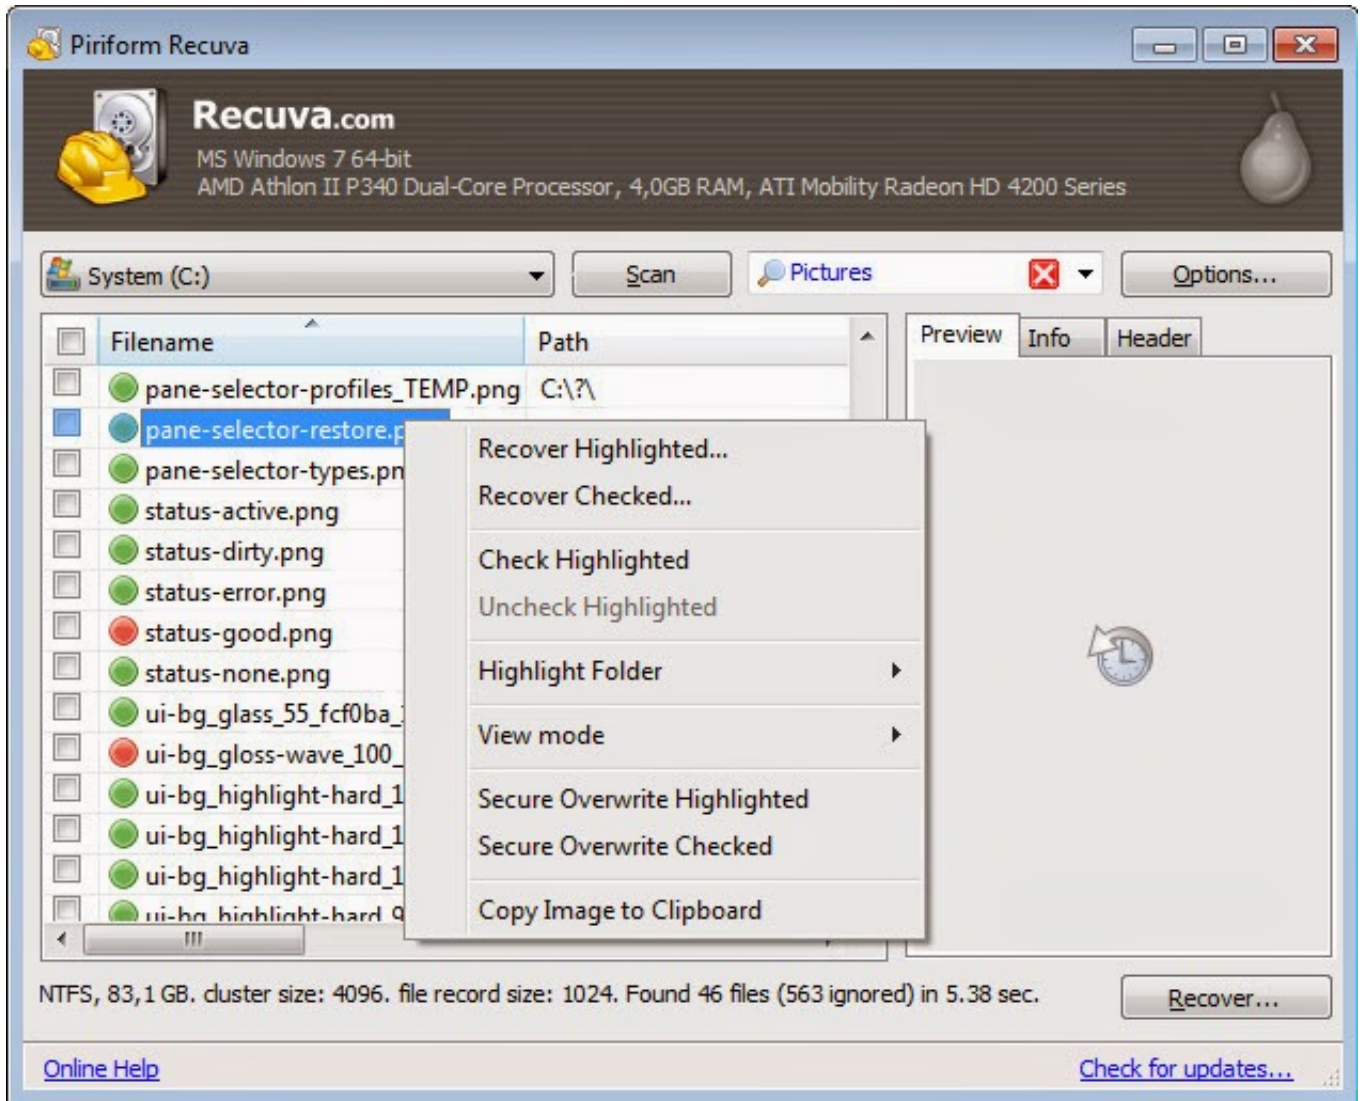 Piriform Recuva
Recuva.com
MS Windows 7 64-bit
AMD Athlon II P340 Dual-Core Processor, 4,0GB RAM, ATI Mobility Radeon HD 4200 Series
System (C:)
Scan
Pictures
Options...
Filename
Path
pane-selector-profiles_TEMP.png C:\?\
pane-selector-restore.p
pane-selector-types.pn
status-active.png
status-dirty.png
status-error.png
status-good.png
status-none.png
ui-bg_glass_55_fcf0ba_
ui-bg_gloss-wave_100_
ui-bg_highlight-hard_1
ui-bg_highlight-hard_1
ui-bg_highlight-hard_1
ui-bg_highlight-hard_9
Recover Highlighted...
Recover Checked...
Check Highlighted
Uncheck Highlighted
Highlight Folder
View mode
Secure Overwrite Highlighted
Secure Overwrite Checked
Copy Image to Clipboard
Preview
Info
Header
NTFS, 83,1 GB. cluster size: 4096. file record size: 1024. Found 46 files (563 ignored) in 5.38 sec.
Recover...
Online Help
Check for updates...